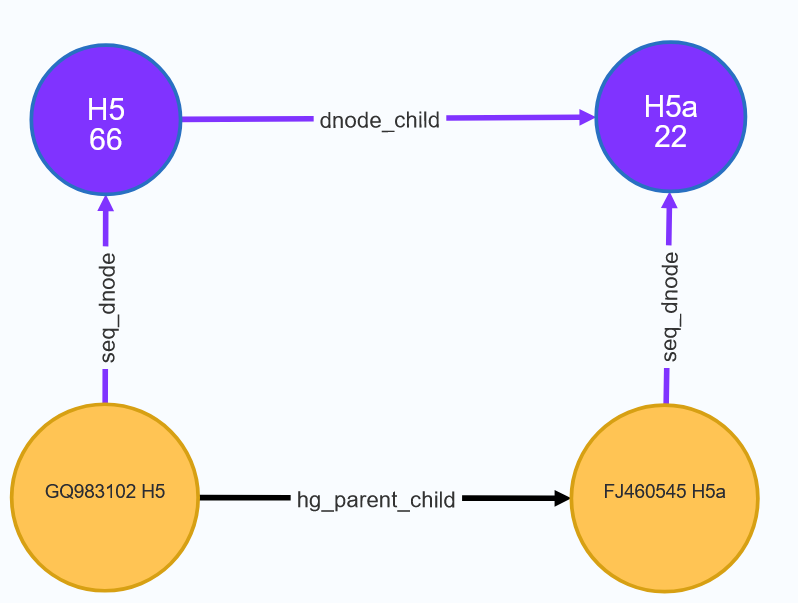 H5
66
dnode_child
H5a
22
seq_dnode
seq_dnode
GQ983102 H5
hg_parent_child
FJ460545 H5a